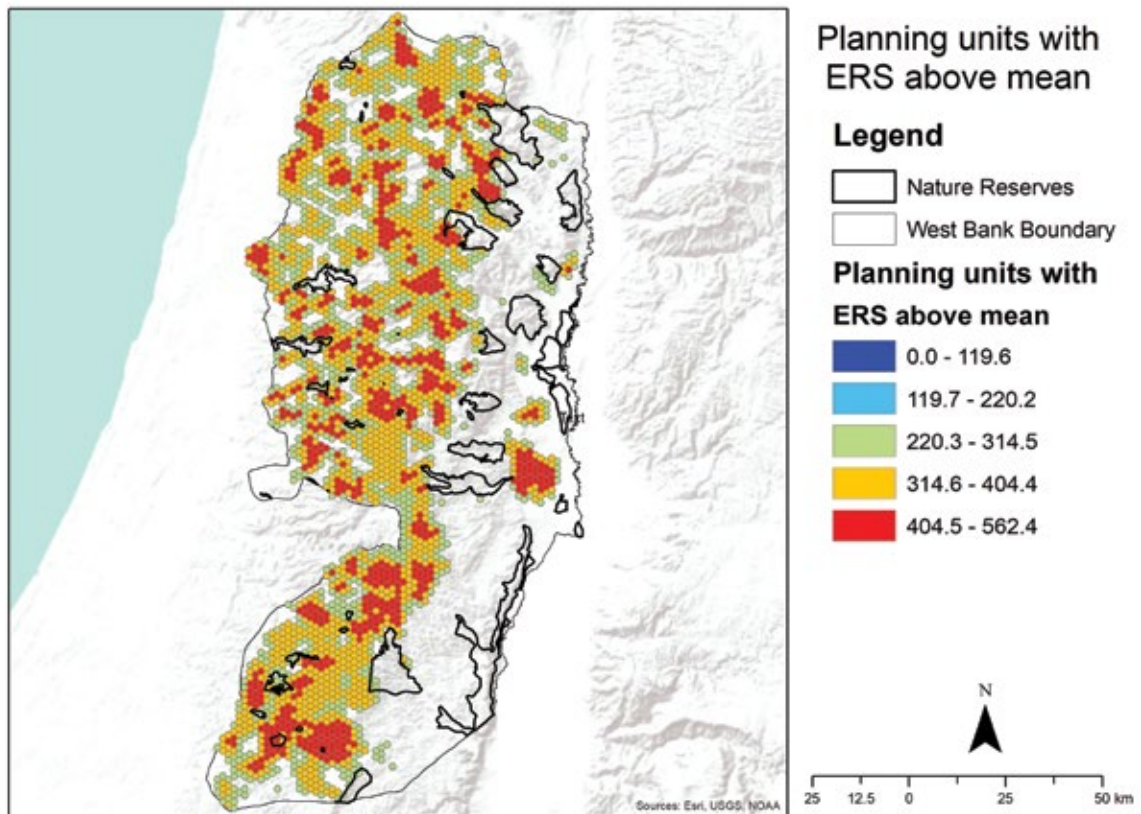 Planning units with
ERS above mean
Legend
Nature Reserves
West Bank Boundary
Planning units with
ERS above mean
0.0 - 119.6
119.7 - 220.2
220.3 - 314.5
314.6 - 404.4
404.5 - 562.4
Text
N
25 12.5 0 25 50 km
Sources: Esri, USGS, NOAA